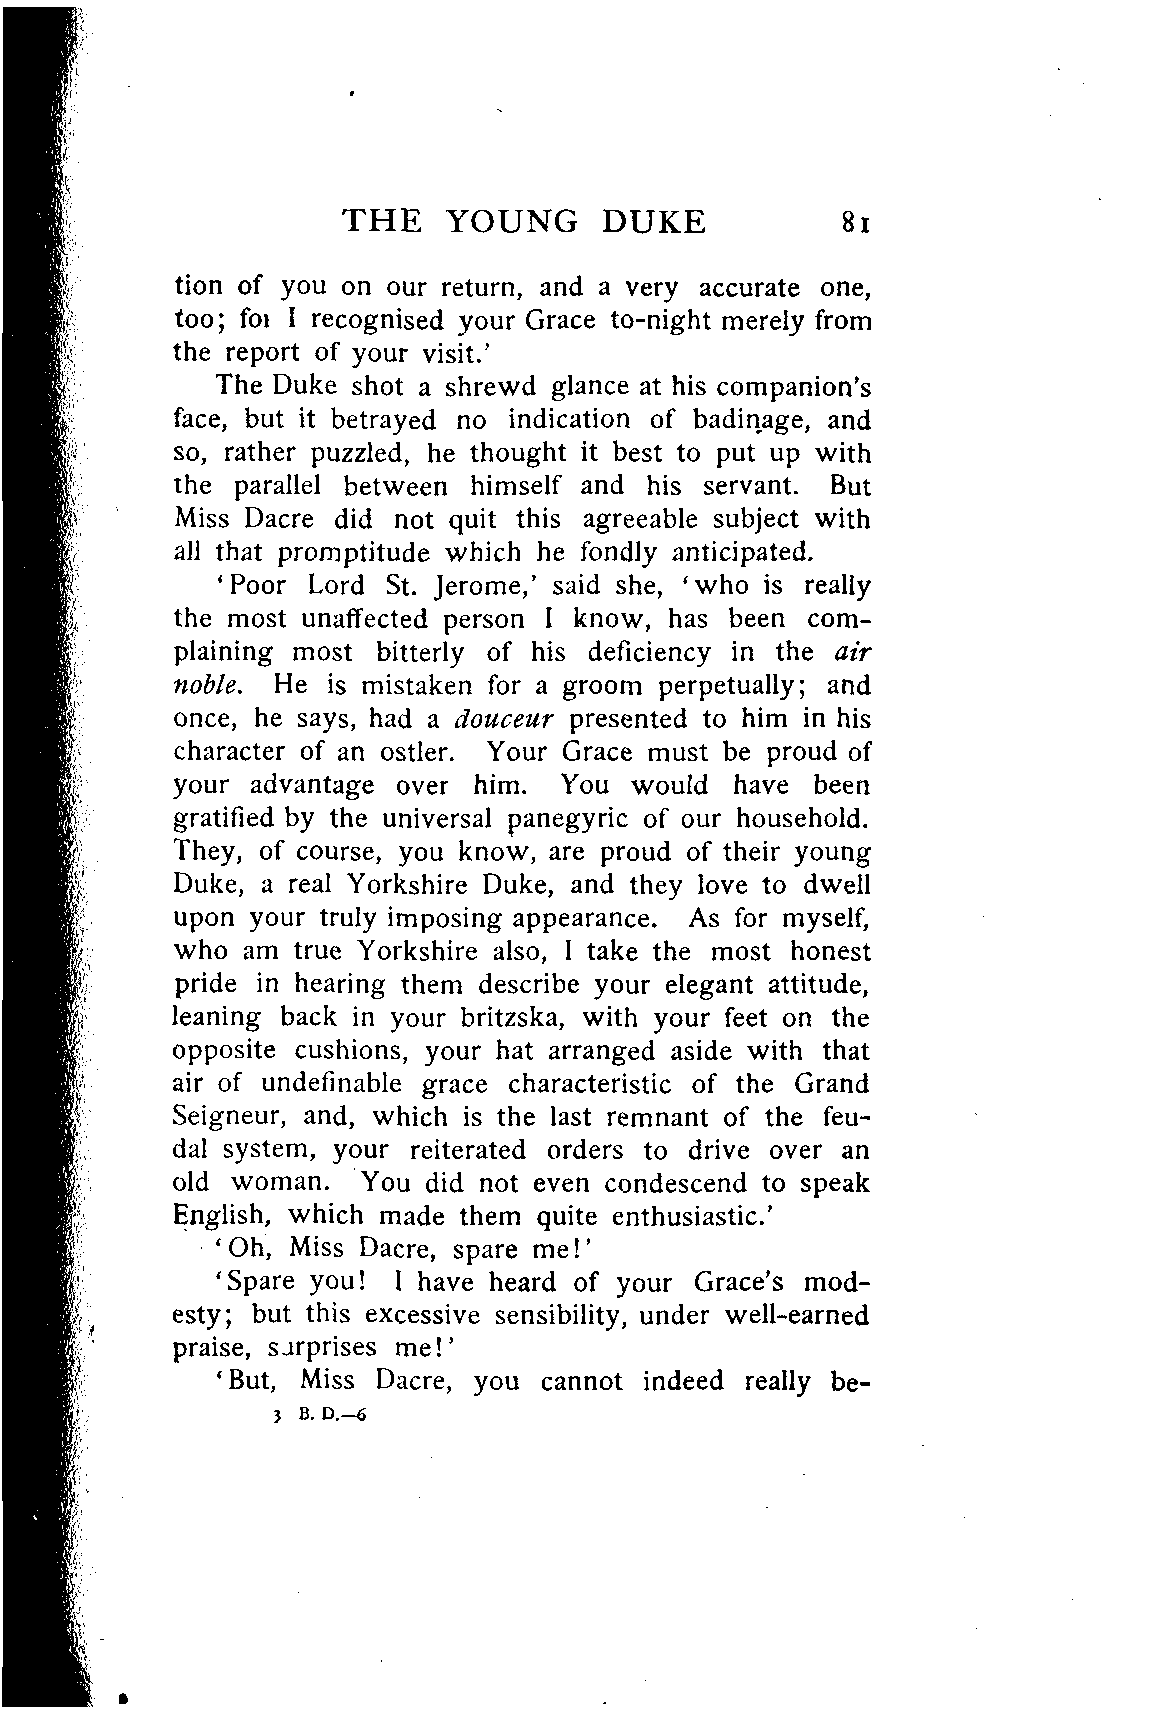 THE YOUNG DUKE 81
tion of you on our return, and a very accurate one,
too; for I recognised your Grace to-night merely from
the report of your visit.’
The Duke shot a shrewd glance at his companion’s
face, but it betrayed no indication of badinage, and
so, rather puzzled, he thought it best to put up with
the parallel between himself and his servant. But
Miss Dacre did not quit this agreeable subject with
all that promptitude which he fondly anticipated.
‘Poor Lord St. Jerome,’ said she, ‘who is really
the most unaffected person I know, has been com-
plaining most bitterly of his deficiency in the air
noble. He is mistaken for a groom perpetually; and
once, he says, had a douceur presented to him in his
character of an ostler. Your Grace must be proud of
your advantage over him. You would have been
gratified by the universal panegyric of our household.
They, of course, you know, are proud of their young
Duke, a real Yorkshire Duke, and they love to dwell
upon your truly imposing appearance. As for myself,
who am true Yorkshire also, I take the most honest
pride in hearing them describe your elegant attitude,
leaning back in your britzska, with your feet on the
opposite cushions, your hat arranged aside with that
air of undefinable grace characteristic of the Grand
Seigneur, and, which is the last remnant of the feu-
dal system, your reiterated orders to drive over an
old woman. You did not even condescend to speak
English, which made them quite enthusiastic.’
‘Oh, Miss Dacre, spare me!’
‘Spare you! I have heard of your Grace’s mod-
esty; but this excessive sensibility, under well-earned
praise, surprises me!’
‘But, Miss Dacre, you cannot indeed really be-
3 B. D.—6